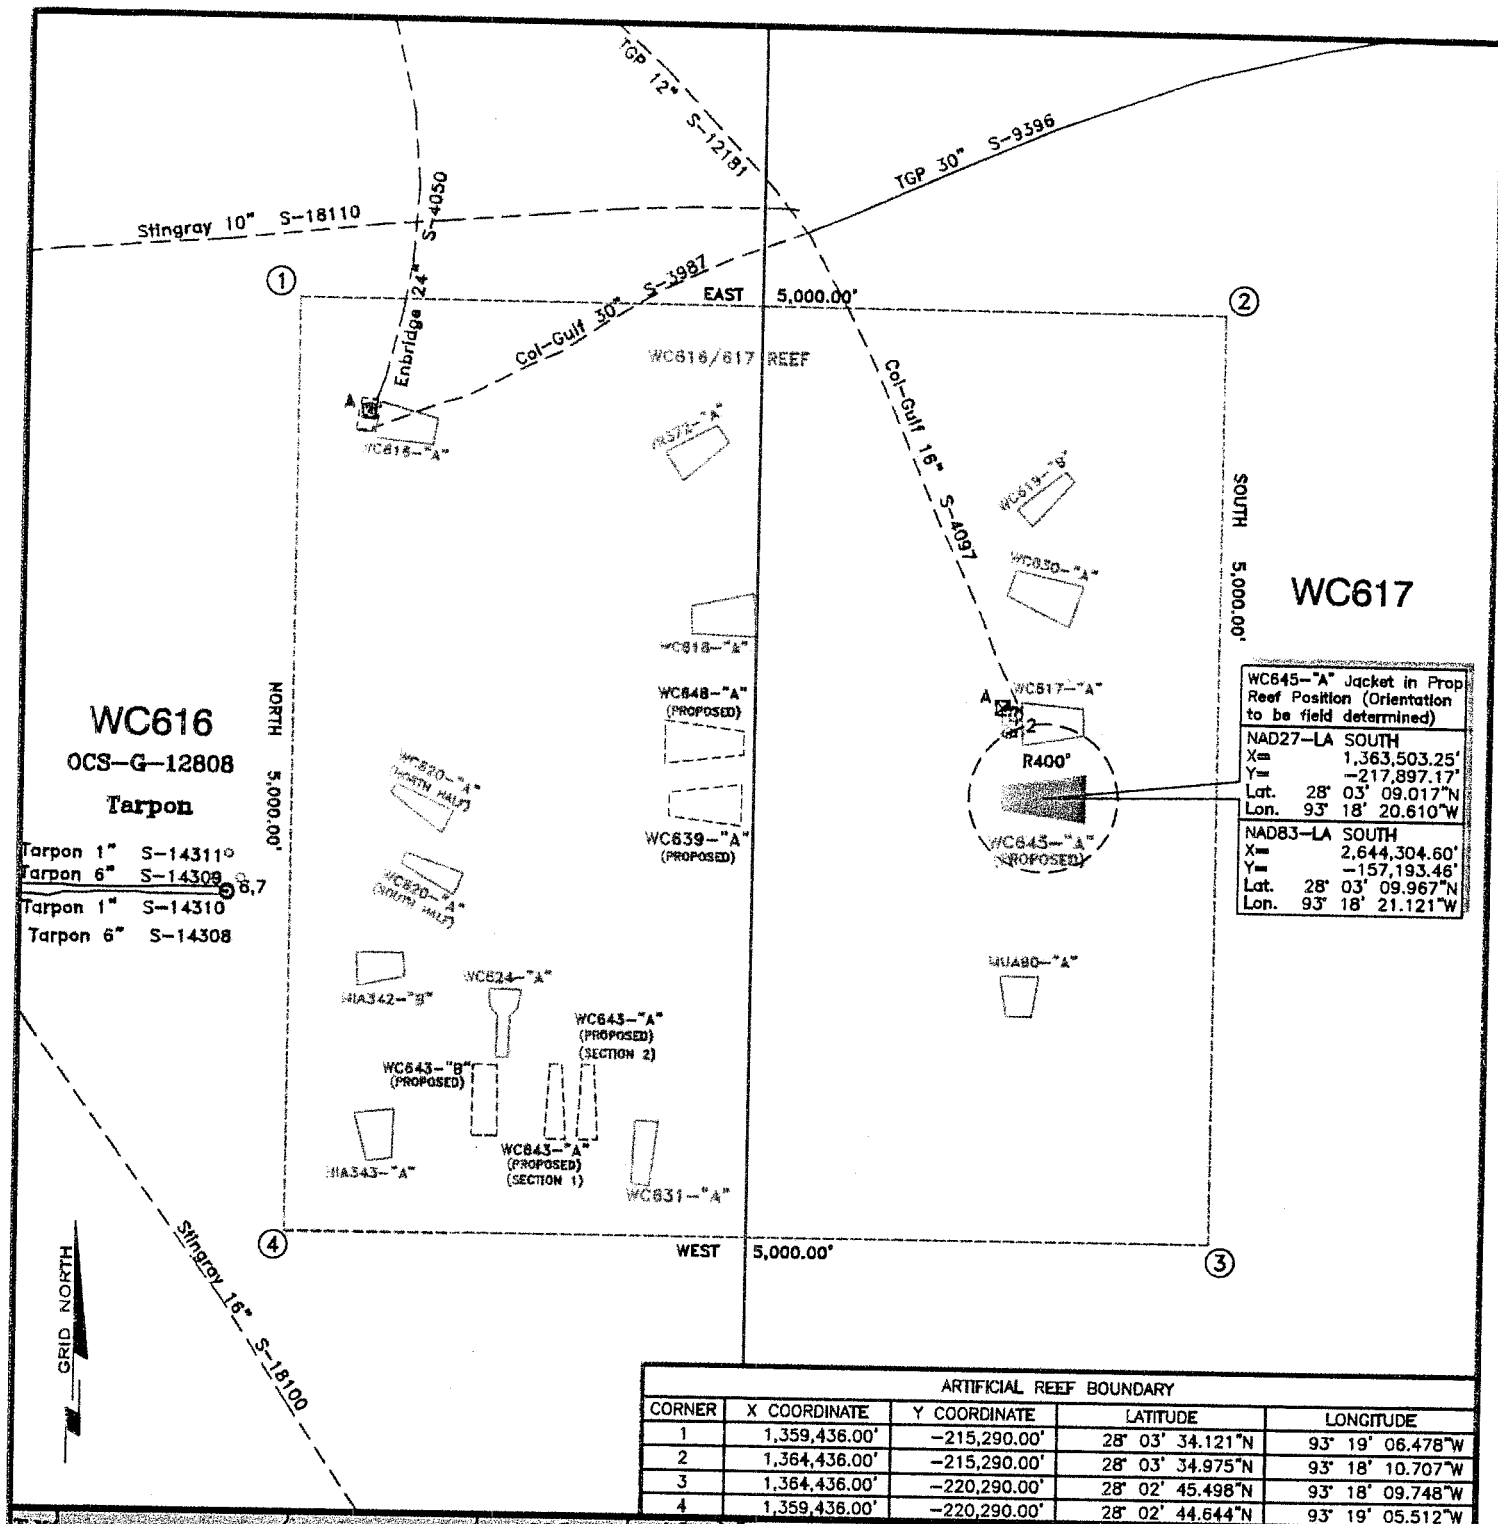 TGP 12" S-12181
TGP 30" S-9396
Stingray 10" S-18110
Enbridge 24" S-4050
Col-Gulf 30" S-3987
1
EAST 5,000.00'
2
WC616/617 REEF
Col-Gulf 16" S-4097
A
WC616-"A"
WC619-"B"
WC630-"A"
SOUTH 5,000.00'
WC617
WC618-"A"
WC648-"A"
(PROPOSED)
A
WC617-"A"
2
R400'
WC645-"A" Jacket in Prop
Reef Position (Orientation
to be field determined)
NAD27-LA SOUTH
X= 1,363,503.25'
Y= -217,897.17'
Lat. 28° 03' 09.017"N
Lon. 93° 18' 20.610"W
NAD83-LA SOUTH
X= 2,644,304.60'
Y= -157,193.46'
Lat. 28° 03' 09.967"N
Lon. 93° 18' 21.121"W
WC616
OCS-G-12808
Tarpon
NORTH 5,000.00'
WC620-"A"
(NORTH HALF)
WC639-"A"
(PROPOSED)
WC645-"A"
(PROPOSED)
Tarpon 1" S-14311
Tarpon 6" S-14309
6,7
Tarpon 1" S-14310
Tarpon 6" S-14308
WC620-"A"
(SOUTH HALF)
HIA342-"B"
WC624-"A"
MUA80-"A"
WC643-"A"
(PROPOSED)
(SECTION 2)
WC643-"B"
(PROPOSED)
WC643-"A"
(PROPOSED)
(SECTION 1)
HIA343-"A"
WC631-"A"
4
WEST 5,000.00'
3
Stingray 16" S-18100
GRID NORTH
ARTIFICIAL REEF BOUNDARY
CORNER X COORDINATE Y COORDINATE LATITUDE LONGITUDE
1 1,359,436.00' -215,290.00' 28° 03' 34.121"N 93° 19' 06.478"W
2 1,364,436.00' -215,290.00' 28° 03' 34.975"N 93° 18' 10.707"W
3 1,364,436.00' -220,290.00' 28° 02' 45.498"N 93° 18' 09.748"W
4 1,359,436.00' -220,290.00' 28° 02' 44.644"N 93° 19' 05.512"W